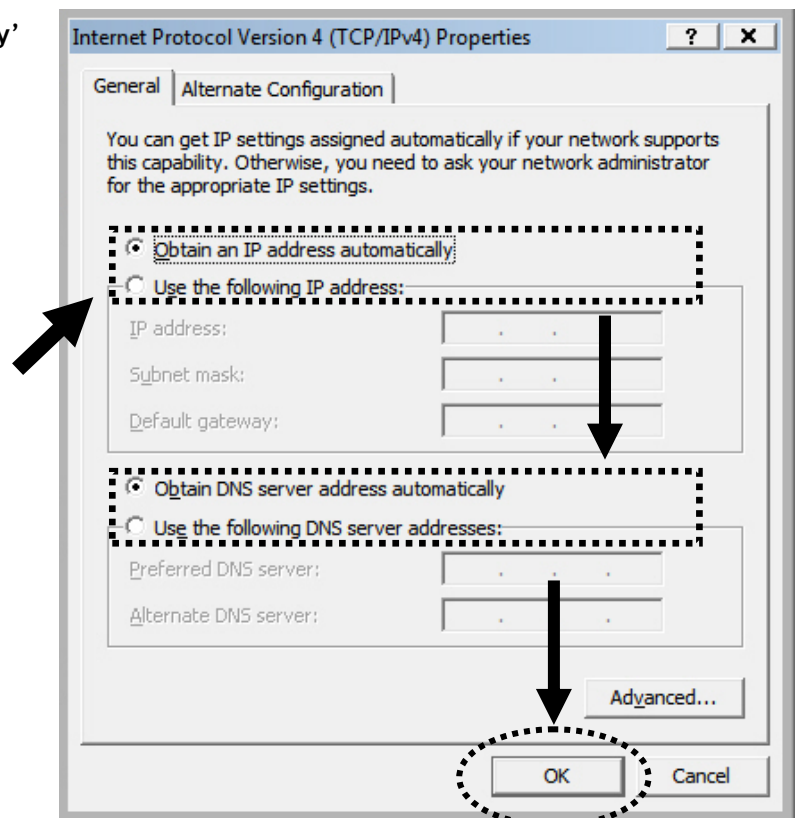 y’
Internet Protocol Version 4 (TCP/IPv4) Properties
General
Alternate Configuration
You can get IP settings assigned automatically if your network supports
this capability. Otherwise, you need to ask your network administrator
for the appropriate IP settings.
Obtain an IP address automatically
Use the following IP address:
IP address:
Subnet mask:
Default gateway:
Obtain DNS server address automatically
Use the following DNS server addresses:
Preferred DNS server:
Alternate DNS server:
Advanced...
OK
Cancel